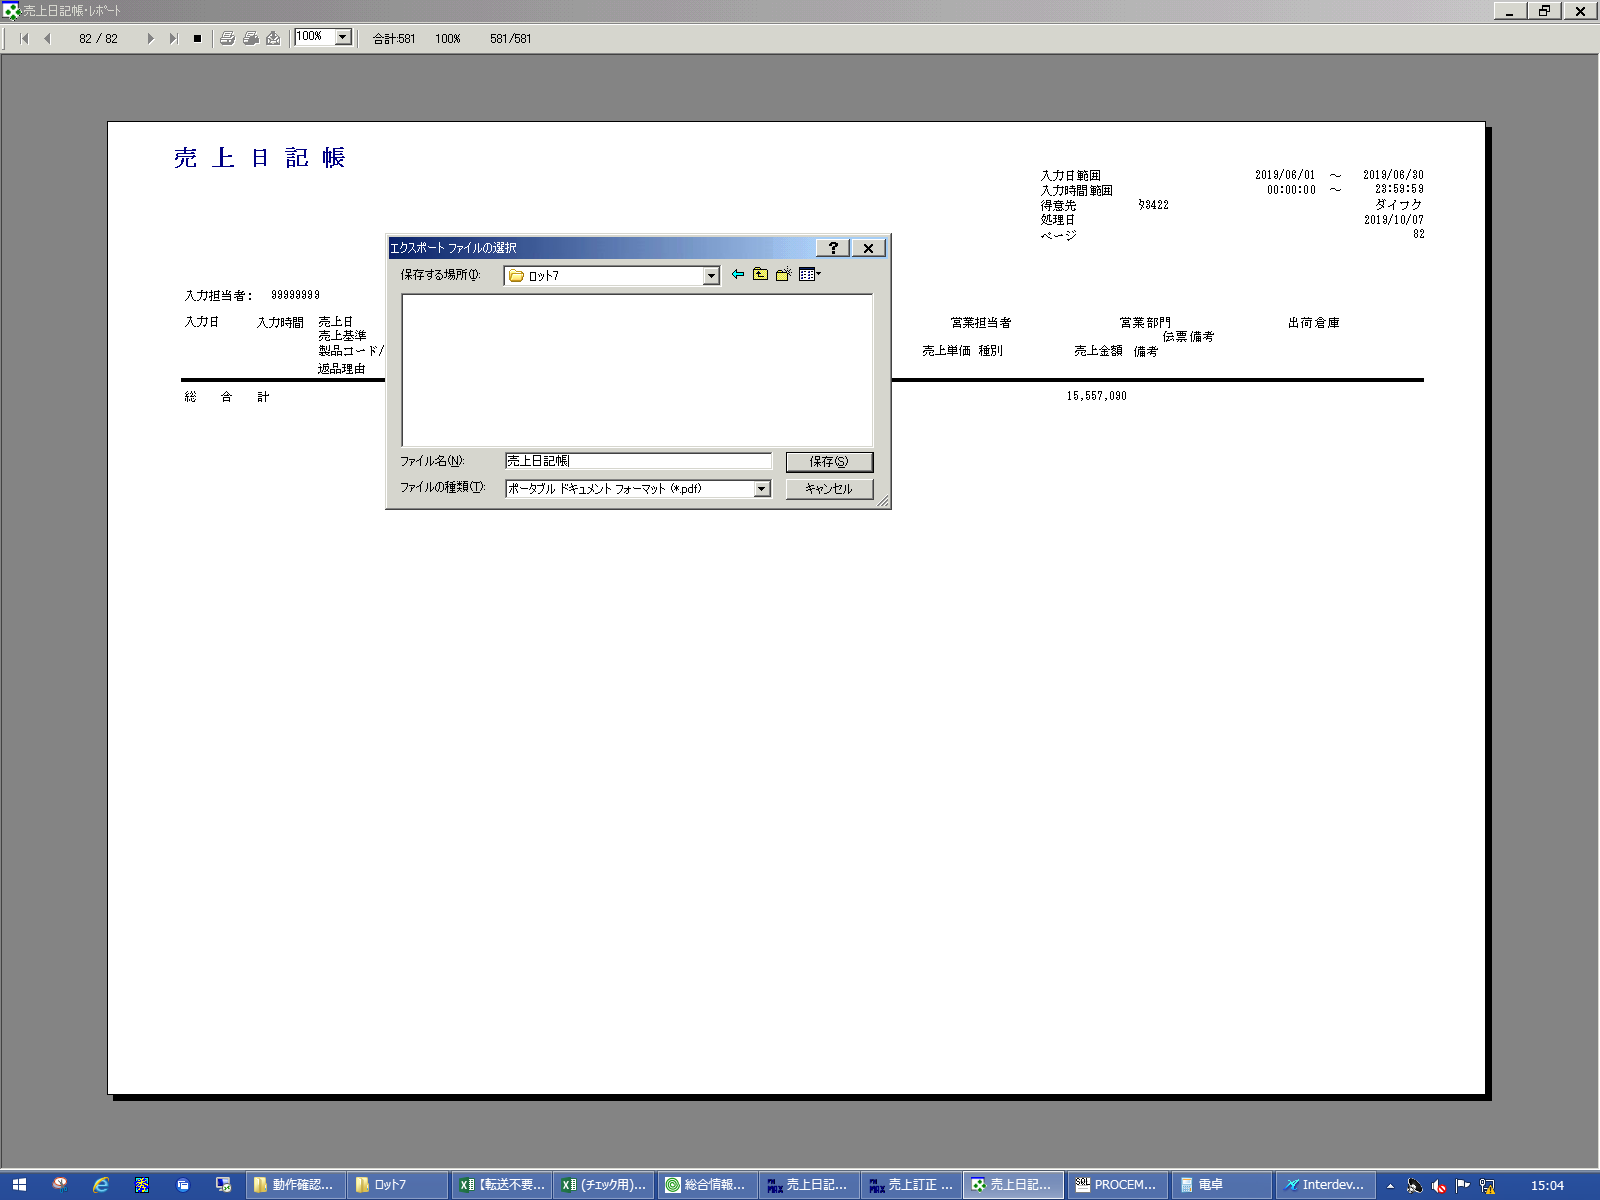 売上日記帳・レポート
82 / 82
100%
合計:581
100%
581/581
売 上 日 記 帳
入力日範囲 2019/06/01 ～ 2019/06/30
入力時間範囲 00:00:00 ～ 23:59:59
得意先 ﾀ3422 ダイフク
処理日 2019/10/07
ページ 82
入力担当者: 99999999
入力日 入力時間 売上日 営業担当者 営業部門 出荷倉庫
売上基準 伝票備考
製品コード/ 売上単価 種別 売上金額 備考
返品理由
総 合 計 15,557,090
エクスポート ファイルの選択
保存する場所(I):
ロット7
ファイル名(N):
売上日記帳
保存(S)
ファイルの種類(T):
ポータブル ドキュメント フォーマット (*.pdf)
キャンセル
動作確認...
ロット7
【転送不要...
(チェック用)...
総合情報...
売上日記...
売上訂正 ...
売上日記...
PROCEM...
電卓
Interdev...
15:04